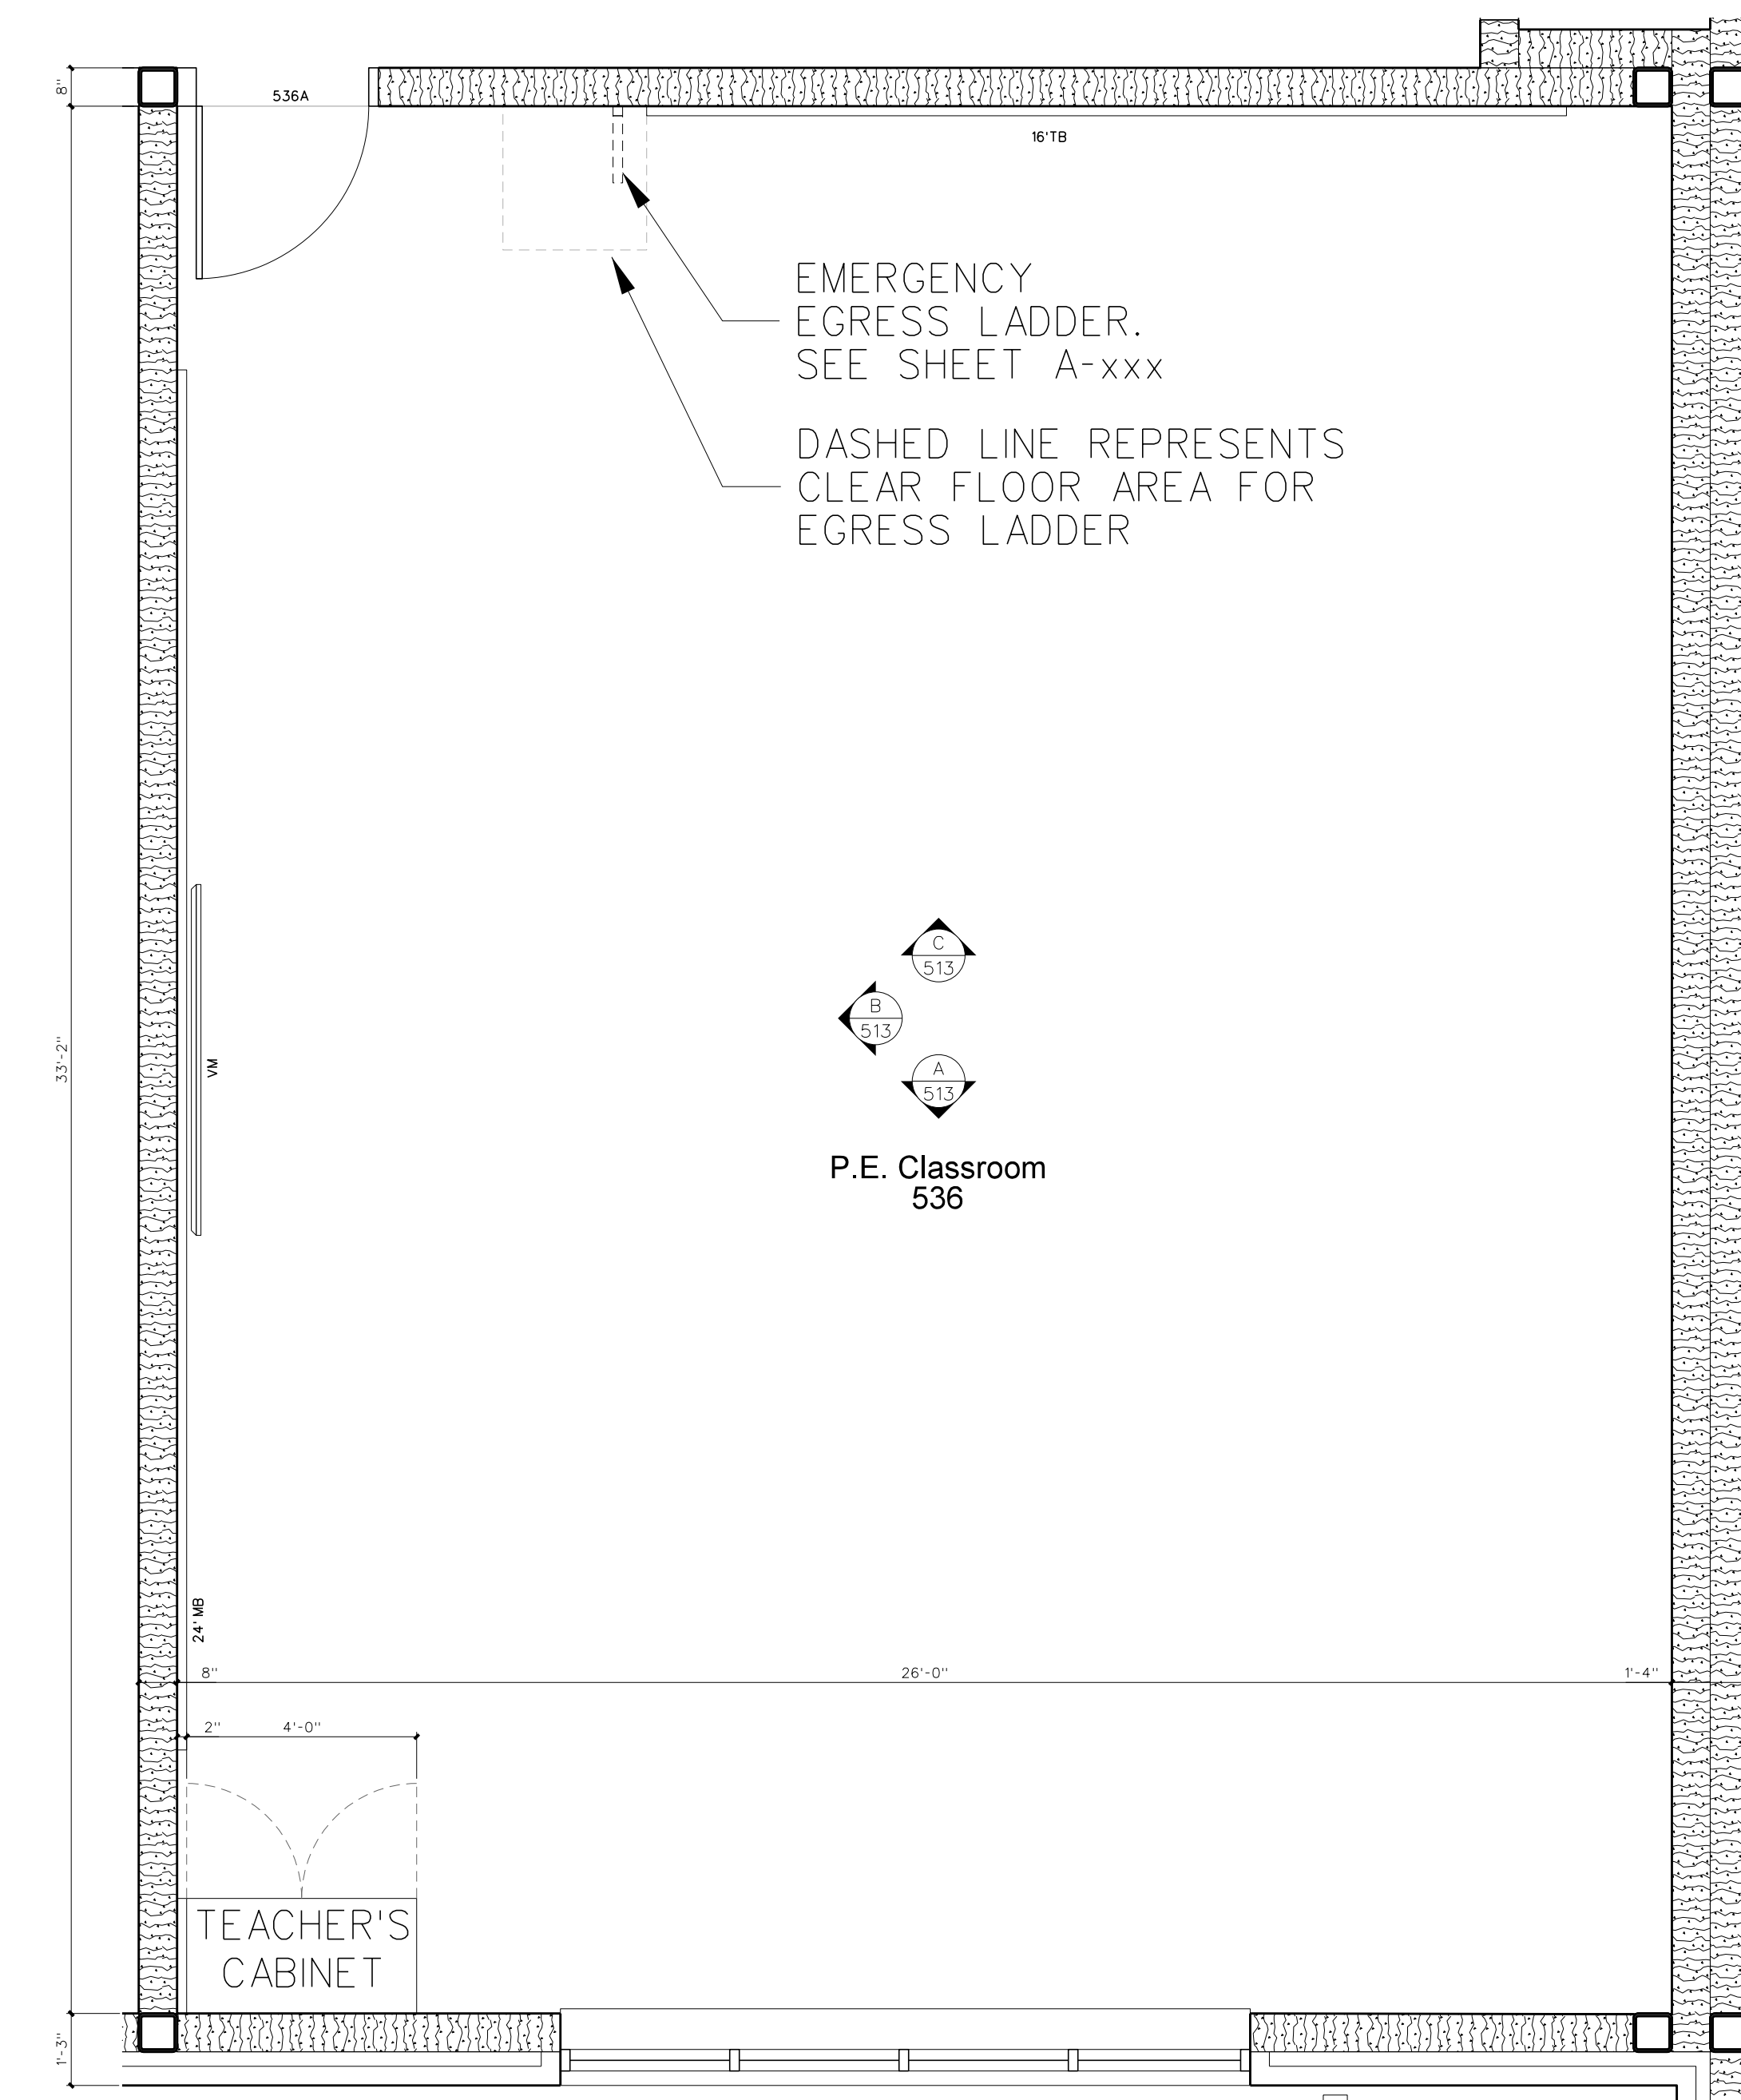 8"
536A
16'TB
EMERGENCY
EGRESS LADDER.
SEE SHEET A-xxx
DASHED LINE REPRESENTS
CLEAR FLOOR AREA FOR
EGRESS LADDER
C
513
B
513
A
513
33'-2"
VM
P.E. Classroom
536
24' MB
8"
26'-0"
1'-4"
2"
4'-0"
TEACHER'S
CABINET
1'-3"